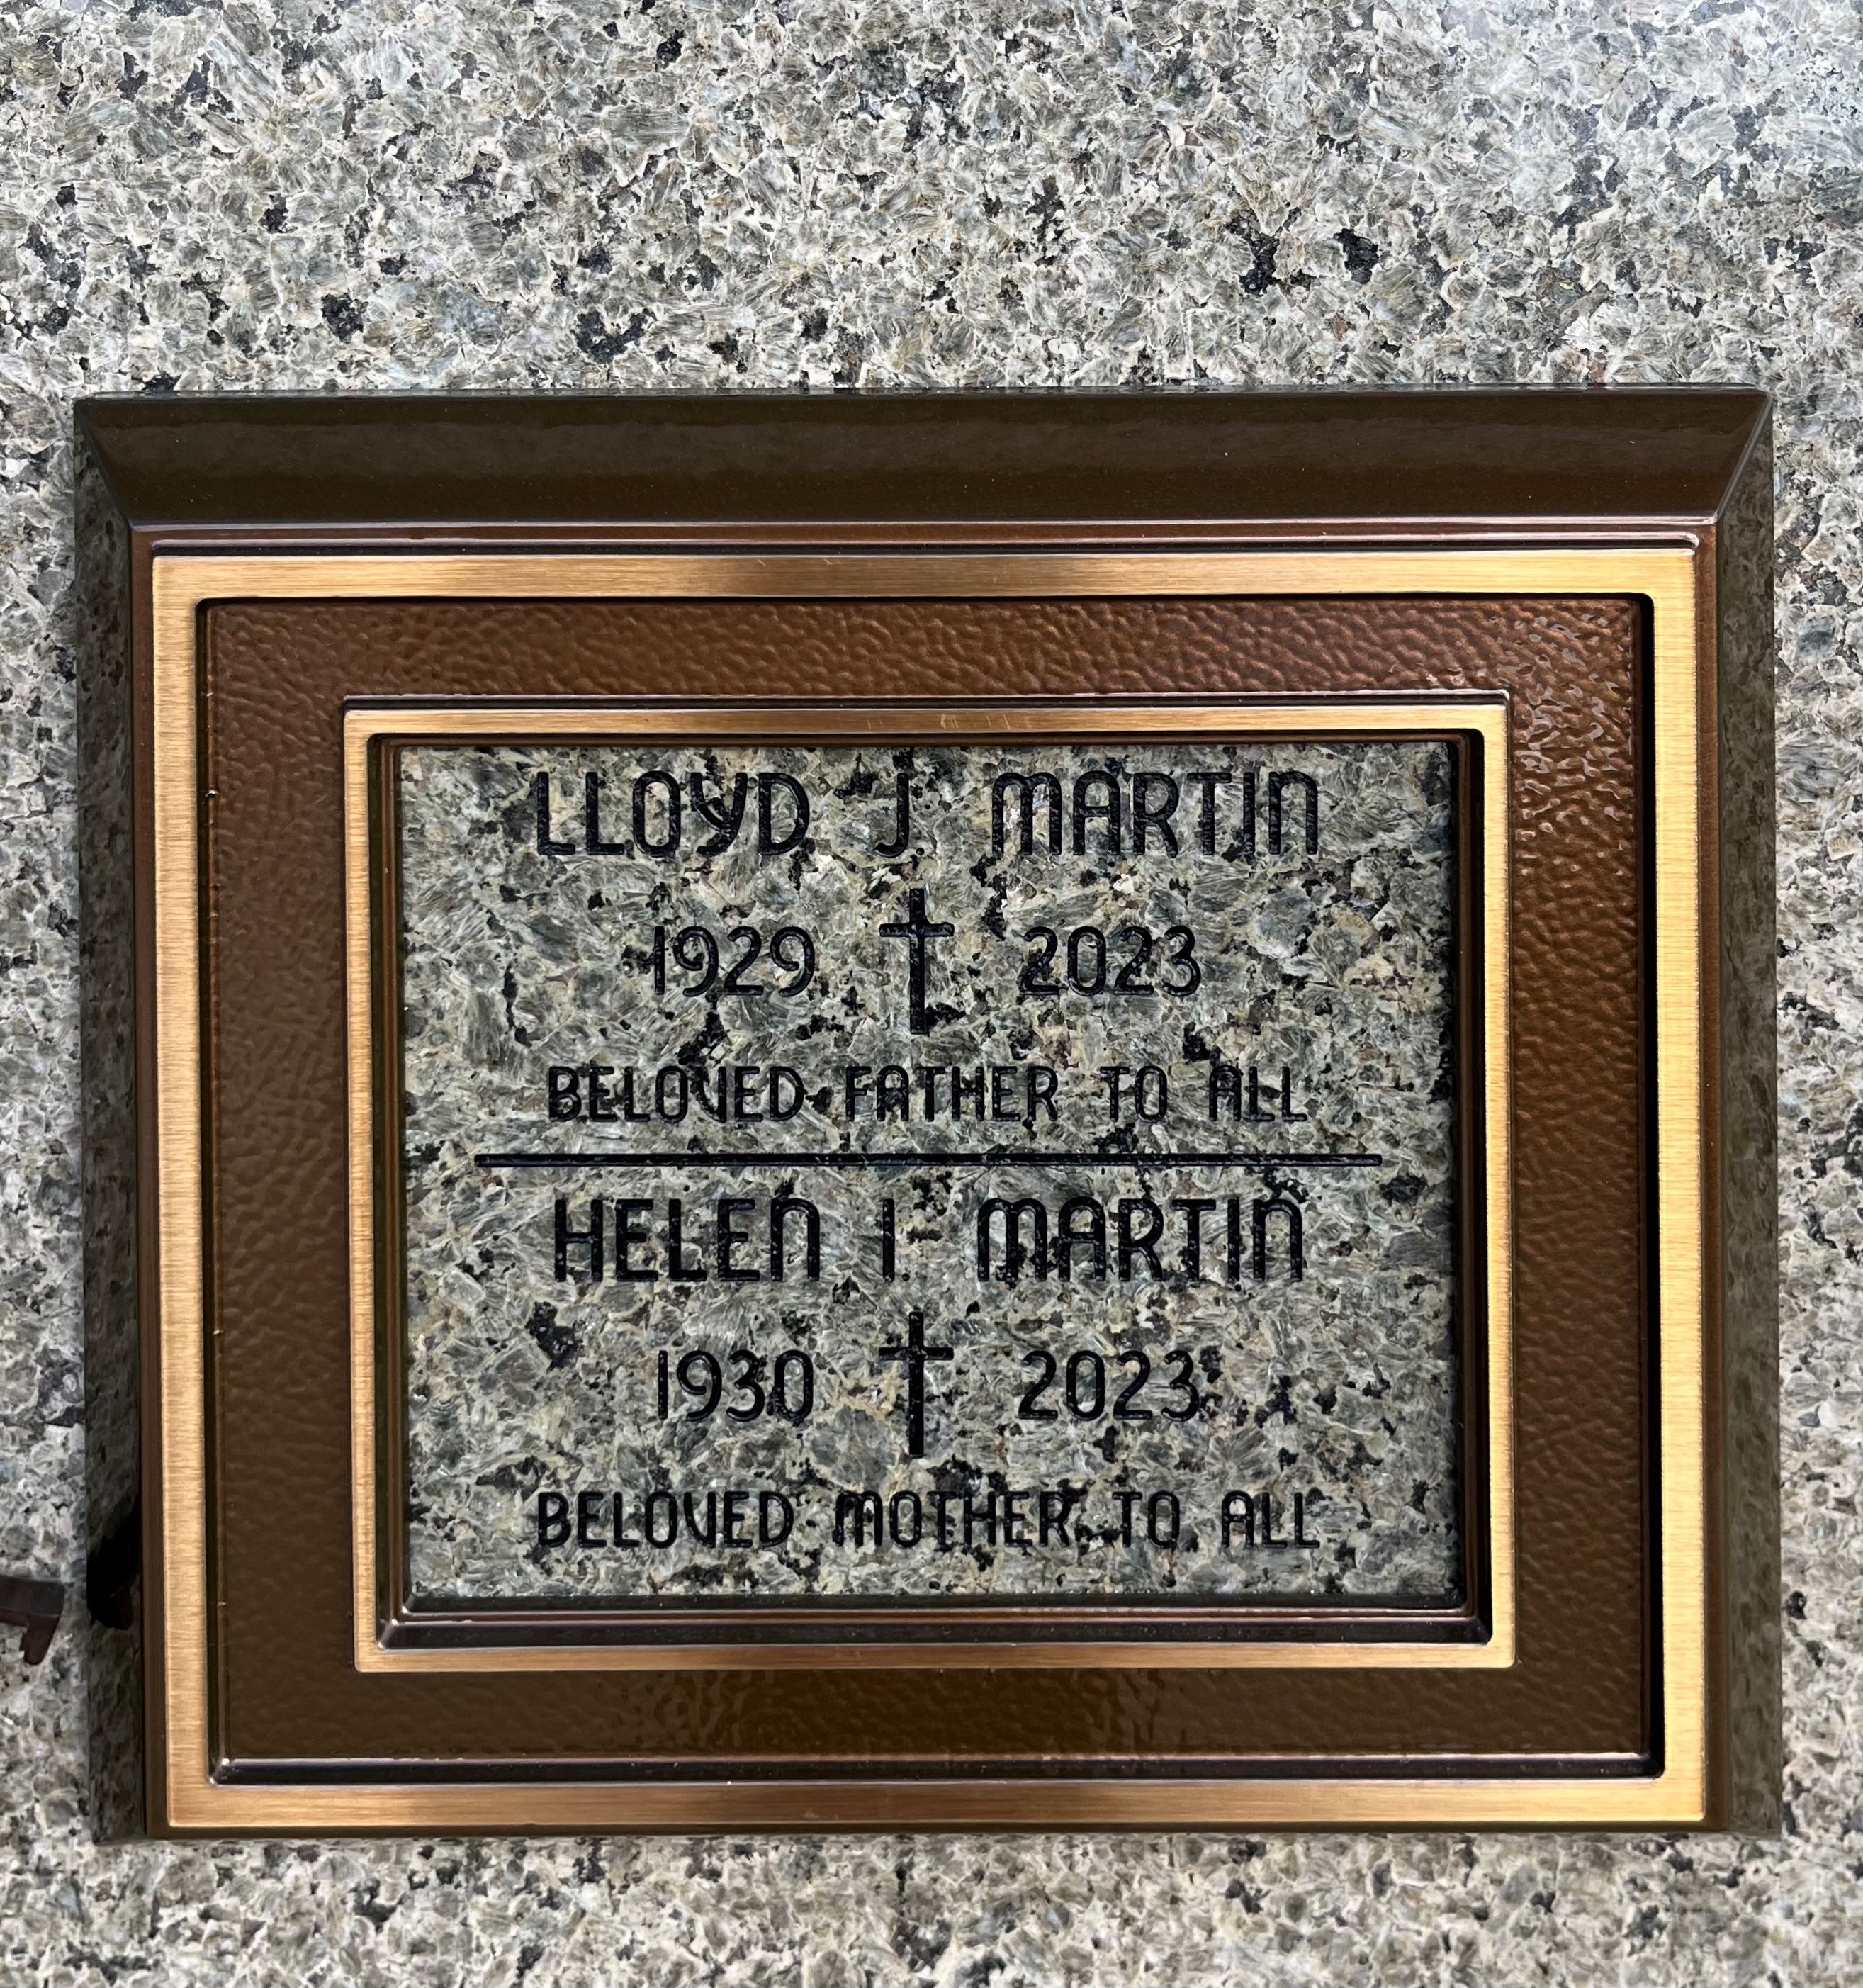 LLOYD J MARTIN
1929 † 2023
BELOVED FATHER TO ALL
HELEN I MARTIN
1930 † 2023
BELOVED MOTHER TO ALL